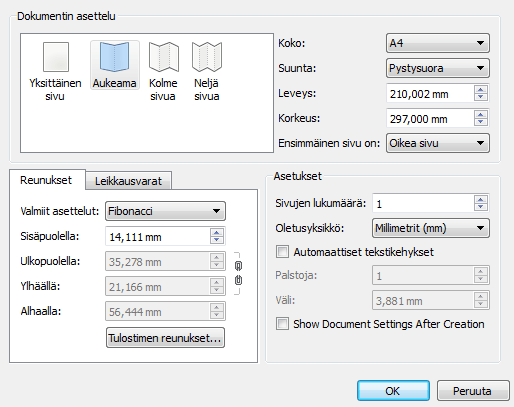 Dokumentin asettelu
Yksittäinen sivu
Aukeama
Kolme sivua
Neljä sivua
Koko: A4
Suunta: Pystysuora
Leveys: 210,002 mm
Korkeus: 297,000 mm
Ensimmäinen sivu on: Oikea sivu
Reunukset Leikkausvarat
Valmiit asettelut: Fibonacci
Sisäpuolella: 14,111 mm
Ulkopuolella: 35,278 mm
Ylhäällä: 21,166 mm
Alhaalla: 56,444 mm
Tulostimen reunukset...
Asetukset
Sivujen lukumäärä: 1
Oletusyksikkö: Millimetrit (mm)
Automaattiset tekstikehykset
Palstoja: 1
Väli: 3,881 mm
Show Document Settings After Creation
OK Peruuta